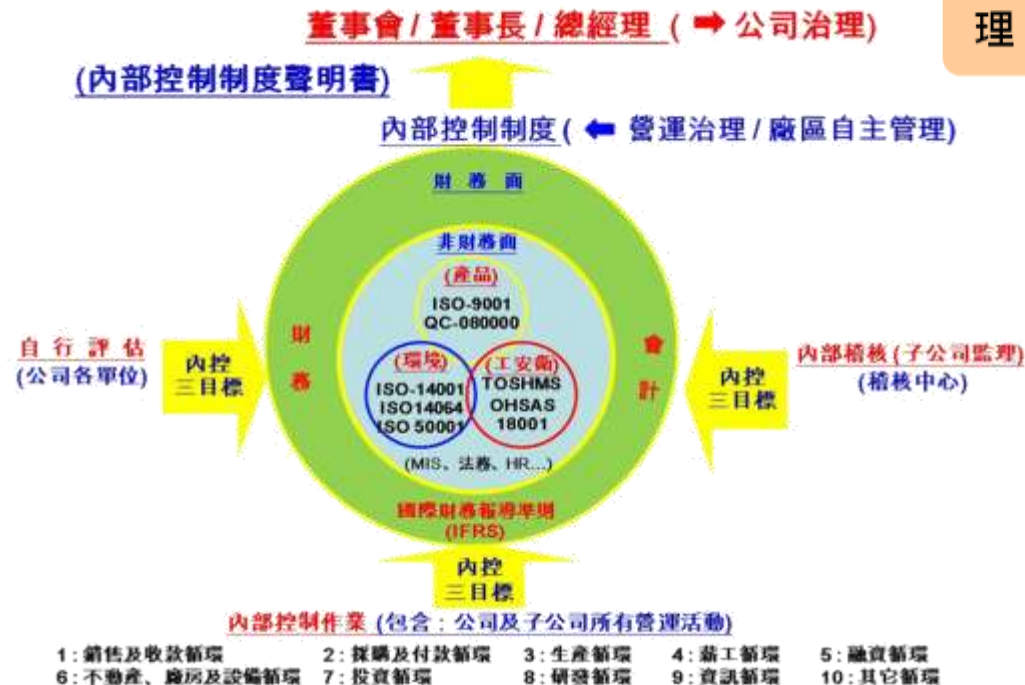 董事會 / 董事長 / 總經理 ( ➡ 公司治理)
理
(內部控制制度聲明書)
內部控制制度 ( ⬅ 營運治理 / 廠區自主管理)
財 務 面
非財務面
(產品)
ISO-9001
QC-080000
財
務
會
計
(環境)
ISO-14001
ISO14064
ISO 50001
(工安衛)
TOSHMS
OHSAS
18001
(MIS、法務、HR...)
國際財務報導準則
(IFRS)
自 行 評 估
(公司各單位)
內控
三目標
內控
三目標
內部稽核 (子公司監理)
(稽核中心)
內控
三目標
內部控制作業 (包含：公司及子公司所有營運活動)
1：銷售及收款循環 2：採購及付款循環 3：生產循環 4：薪工循環 5：融資循環
6：不動產、廠房及設備循環 7：投資循環 8：研發循環 9：資訊循環 10：其它循環